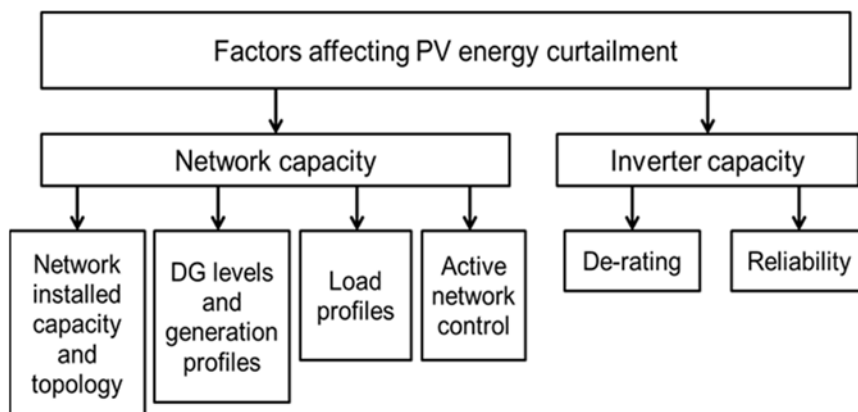 Factors affecting PV energy curtailment
Network capacity
Inverter capacity
Network
installed
capacity
and
topology
DG levels
and
generation
profiles
Load
profiles
Active
network
control
De-rating
Reliability